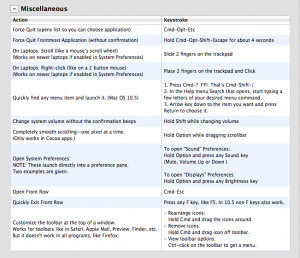 Miscellaneous
Action Keystroke
Force Quit (opens list so you can choose application) Cmd-Opt-Esc
Force Quit Frontmost Application (without confirmation) Hold Cmd-Opt-Shift-Escape for about 4 seconds
On Laptops: Scroll (like a mouse's scroll wheel)
(Works on newer laptops if enabled in System Preferences)
Slide 2 fingers on the trackpad
On Laptops: Right-click (like on a 2 button mouse)
(Works on newer laptops if enabled in System Preferences)
Place 2 fingers on the trackpad and Click
Quickly find any menu item and launch it. (Mac OS 10.5)
1. Press Cmd-? FYI: That's Cmd-Shift-/
2. In the Help menu Search that opens, start typing a
few letters of your desired menu command.
3. Arrow key down to the item you want and press
Return to choose it.
Change system volume without the confirmation beeps Hold Shift while changing volume
Completely smooth scrolling—one pixel at a time.
(Only works in Cocoa apps.)
Hold Option while dragging scrollbar
Open System Preferences:
NOTE: These launch directly into a preference pane.
Two examples are given.
To open "Sound" Preferences:
Hold Option and press any Sound key
(Mute, Volume Up or Down )
To open "Displays" Preferences:
Hold Option and press any Brightness key
Open Front Row Cmd-Esc
Quickly Exit Front Row Press any F key, like F5. In 10.5 non F keys also work.
Customize the toolbar at the top of a window.
Works for toolbars like in Safari, Apple Mail, Preview, Finder, etc.
But it doesn't work in all programs, like Firefox.
- Rearrange icons:
Hold Cmd and drag the icons around.
- Remove icons:
Hold Cmd and drag icon off toolbar.
- View toolbar options:
Ctrl-click on the toolbar to get a menu.